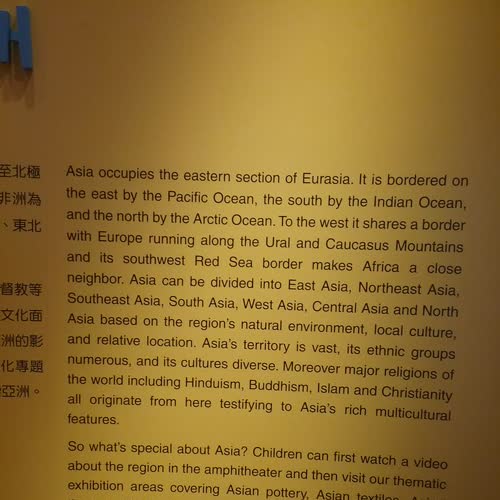 H
至北極
非洲為
、東北
督教等
文化面
洲的影
化專題
亞洲。
Asia occupies the eastern section of Eurasia. It is bordered on
the east by the Pacific Ocean, the south by the Indian Ocean,
and the north by the Arctic Ocean. To the west it shares a border
with Europe running along the Ural and Caucasus Mountains
and its southwest Red Sea border makes Africa a close
neighbor. Asia can be divided into East Asia, Northeast Asia,
Southeast Asia, South Asia, West Asia, Central Asia and North
Asia based on the region's natural environment, local culture,
and relative location. Asia's territory is vast, its ethnic groups
numerous, and its cultures diverse. Moreover major religions of
the world including Hinduism, Buddhism, Islam and Christianity
all originate from here testifying to Asia's rich multicultural
features.
So what's special about Asia? Children can first watch a video
about the region in the amphitheater and then visit our thematic
exhibition areas covering Asian pottery, Asian textiles,